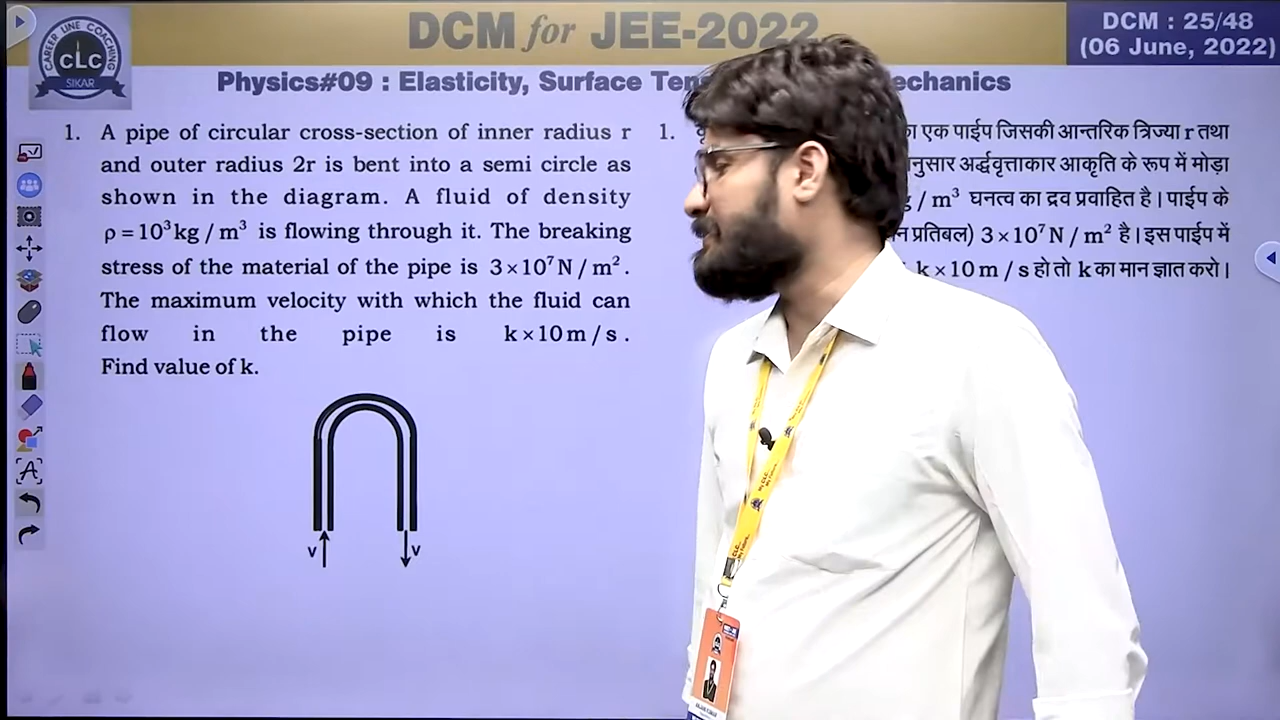 DCM for JEE-2022
DCM : 25/48
(06 June, 2022)
CAREER LINE COACHING
CLC
SIKAR
Physics#09 : Elasticity, Surface
1. A pipe of circular cross-section of inner radius r
and outer radius 2r is bent into a semi circle as
shown in the diagram. A fluid of density
ρ = 10³ kg / m³ is flowing through it. The breaking
stress of the material of the pipe is 3×10⁷ N / m².
The maximum velocity with which the fluid can
flow in the pipe is k×10 m / s.
Find value of k.
v
v
1.
एक पाईप जिसकी आन्तरिक त्रिज्या r तथा
अर्द्धवृत्ताकार आकृति के रूप में मोड़ा
/ m³ घनत्व का द्रव प्रवाहित है। पाईप के
3×10⁷ N / m² है। इस पाईप में
k×10 m / s हो तो k का मान ज्ञात करो।